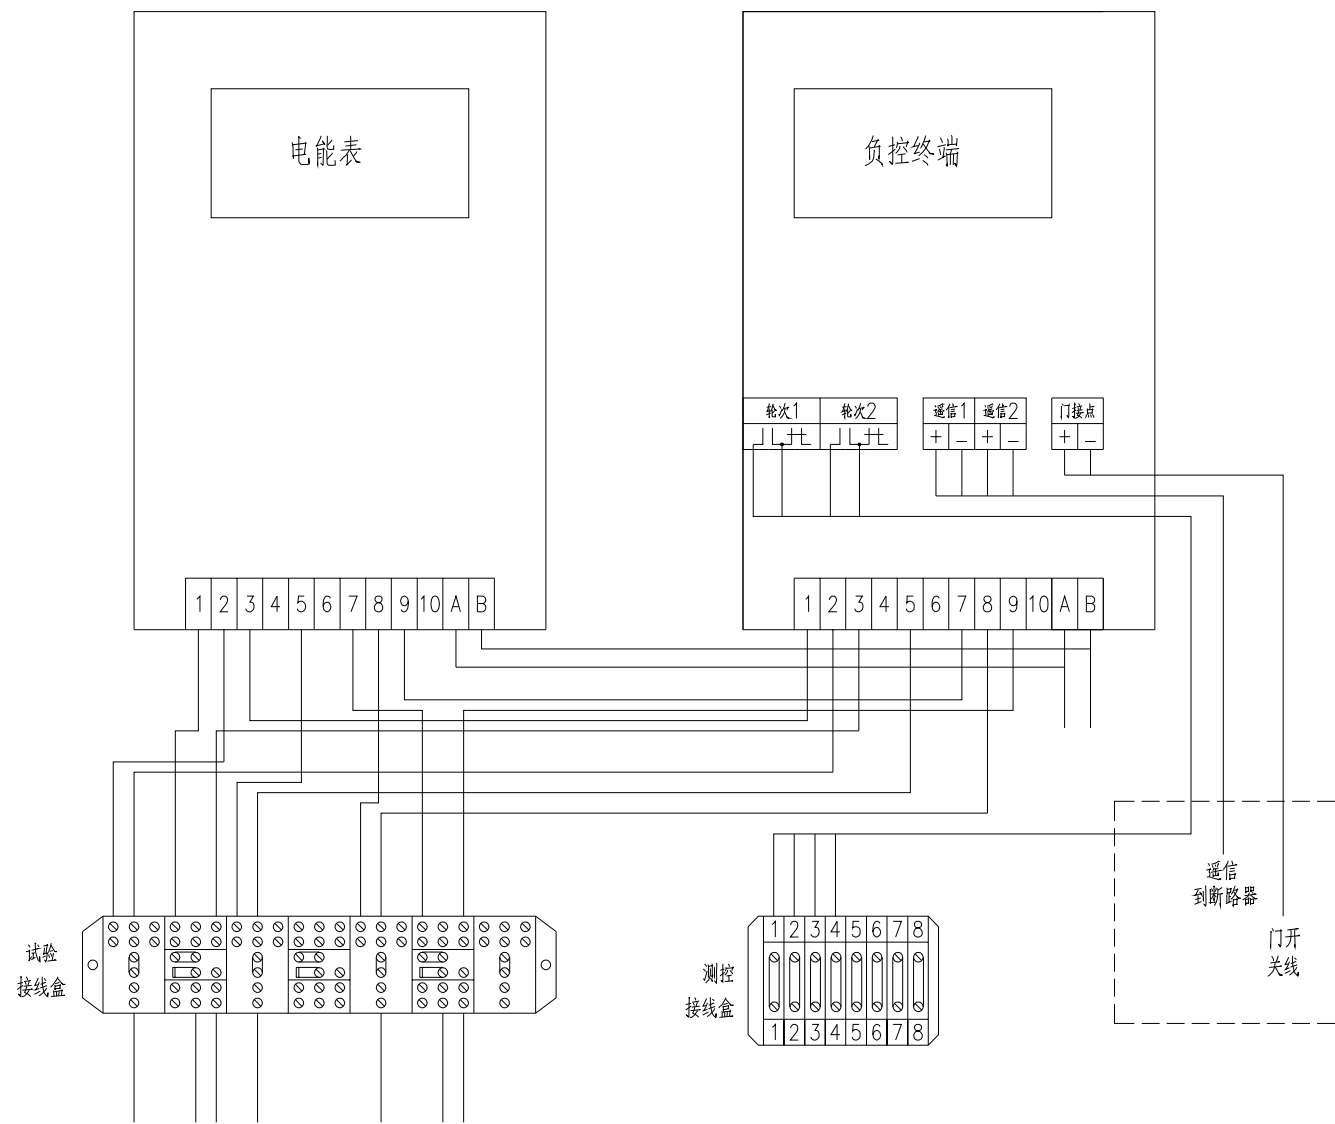 电能表
负控终端
轮次1 轮次2 遥信1 遥信2 门接点
+ − + − + −
1 2 3 4 5 6 7 8 9 10 A B
1 2 3 4 5 6 7 8 9 10 A B
遥信
到断路器
门开
关线
试验
接线盒
测控
接线盒
1 2 3 4 5 6 7 8
1 2 3 4 5 6 7 8